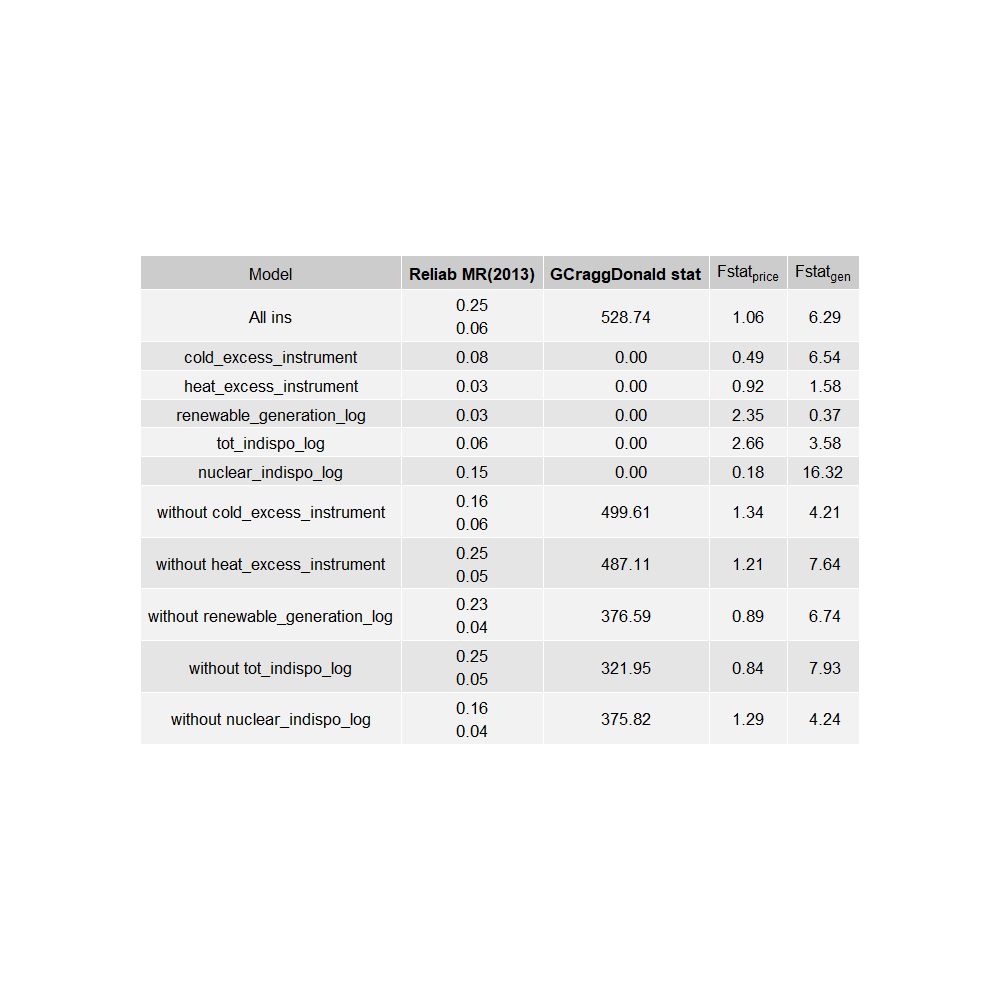 Model Reliab MR(2013) GCraggDonald stat Fstatprice Fstatgen
All ins 0.25 0.06 528.74 1.06 6.29
cold_excess_instrument 0.08 0.00 0.49 6.54
heat_excess_instrument 0.03 0.00 0.92 1.58
renewable_generation_log 0.03 0.00 2.35 0.37
tot_indispo_log 0.06 0.00 2.66 3.58
nuclear_indispo_log 0.15 0.00 0.18 16.32
without cold_excess_instrument 0.16 0.06 499.61 1.34 4.21
without heat_excess_instrument 0.25 0.05 487.11 1.21 7.64
without renewable_generation_log 0.23 0.04 376.59 0.89 6.74
without tot_indispo_log 0.25 0.05 321.95 0.84 7.93
without nuclear_indispo_log 0.16 0.04 375.82 1.29 4.24